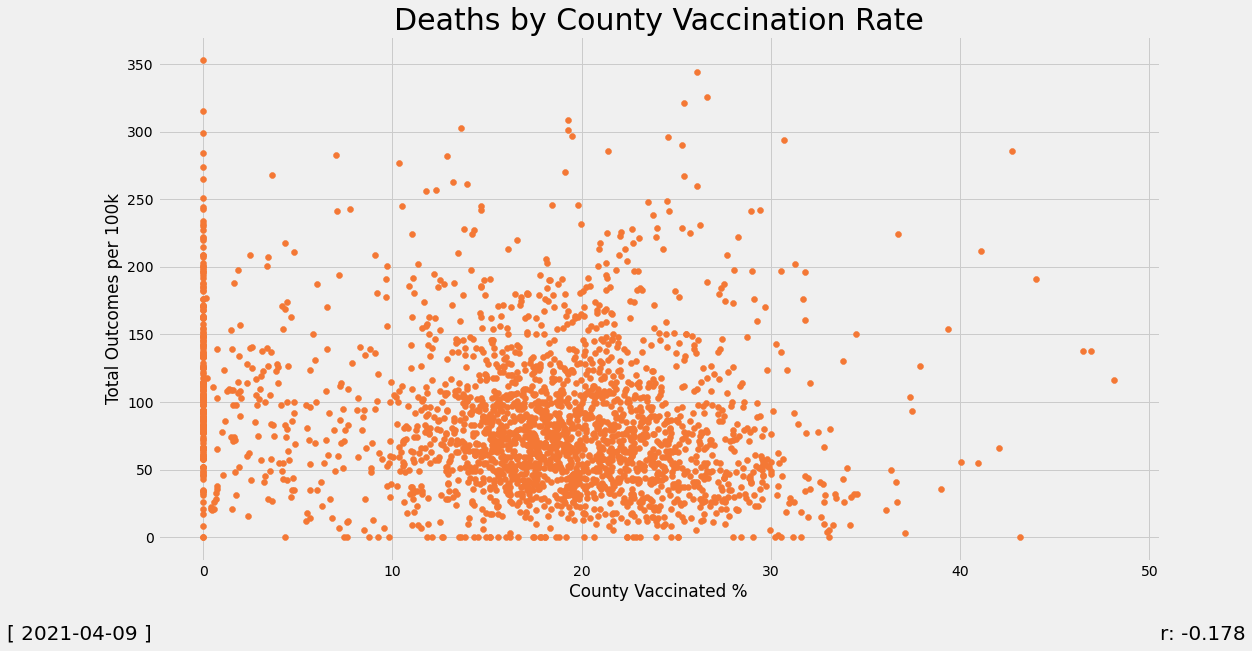 Deaths by County Vaccination Rate
350
300
250
200
150
100
50
0
Total Outcomes per 100k
0 10 20 30 40 50
County Vaccinated %
[ 2021-04-09 ] r: -0.178